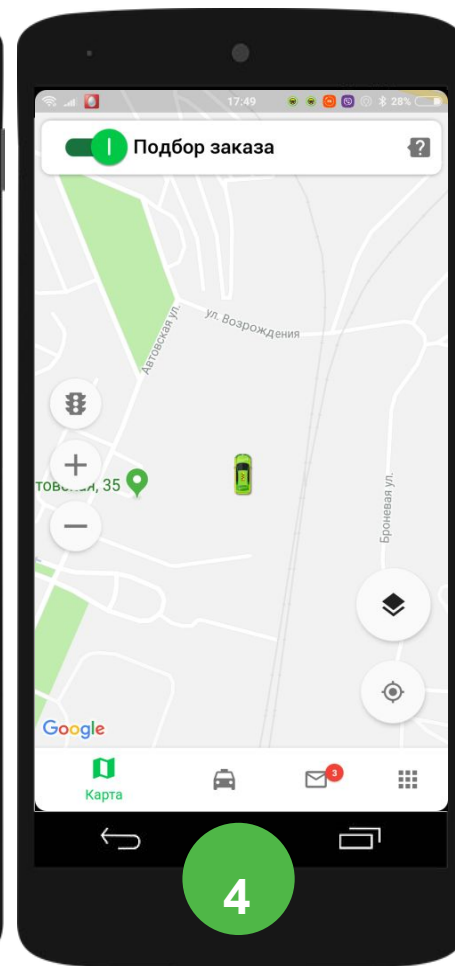 17:49
28%
Подбор заказа
?
ул. Возрождения
Автовская ул.
35
Броневая ул.
Google
3
Карта
4